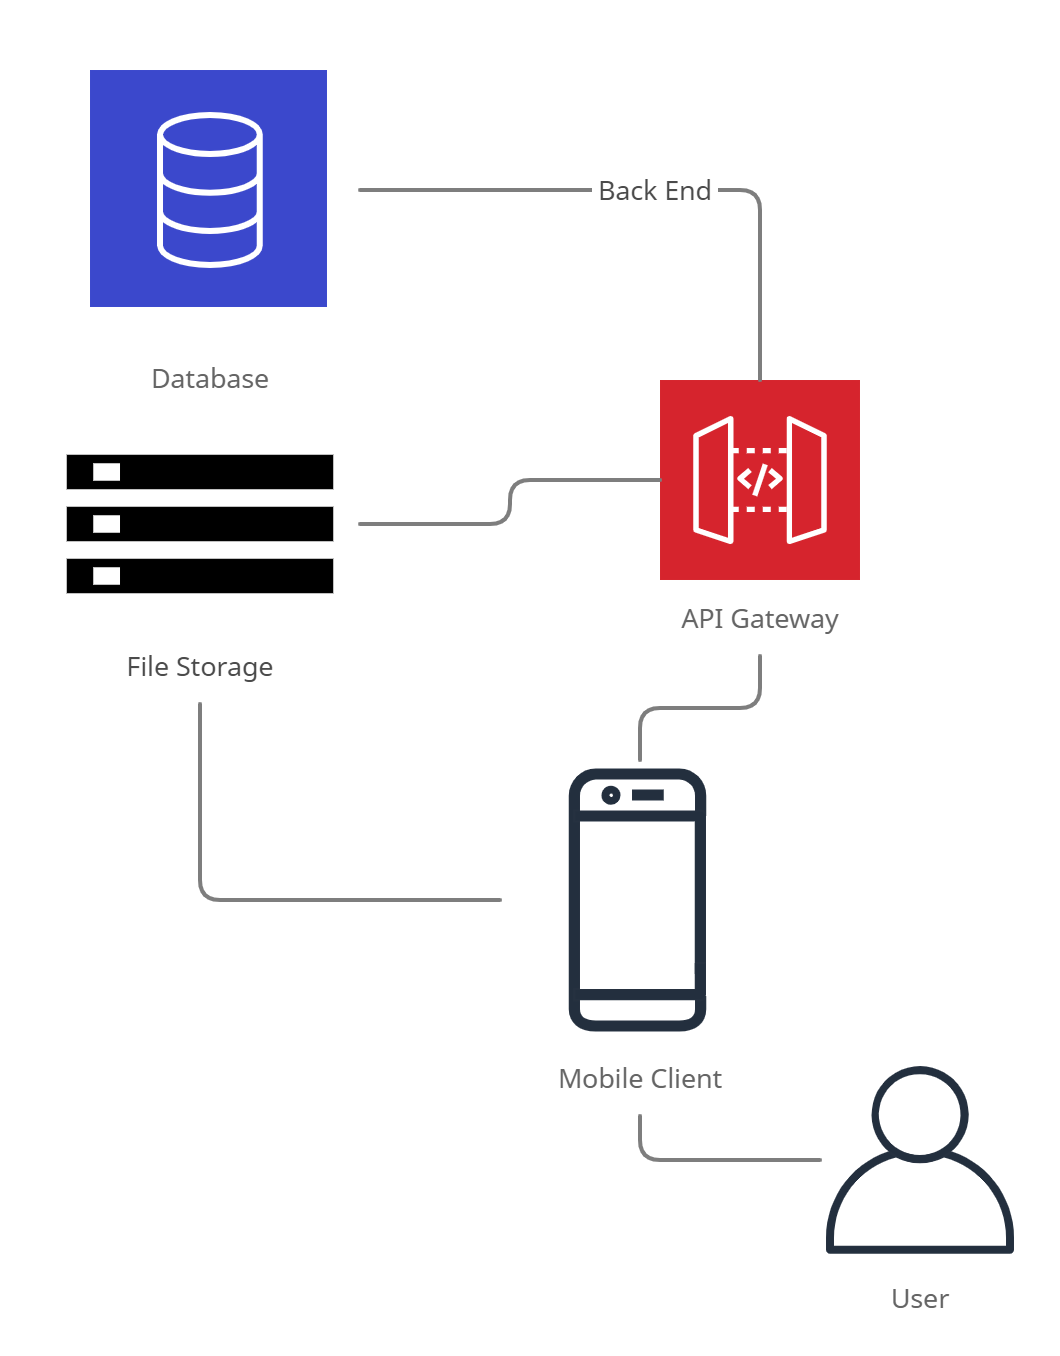 Back End
Database
API Gateway
File Storage
Mobile Client
User